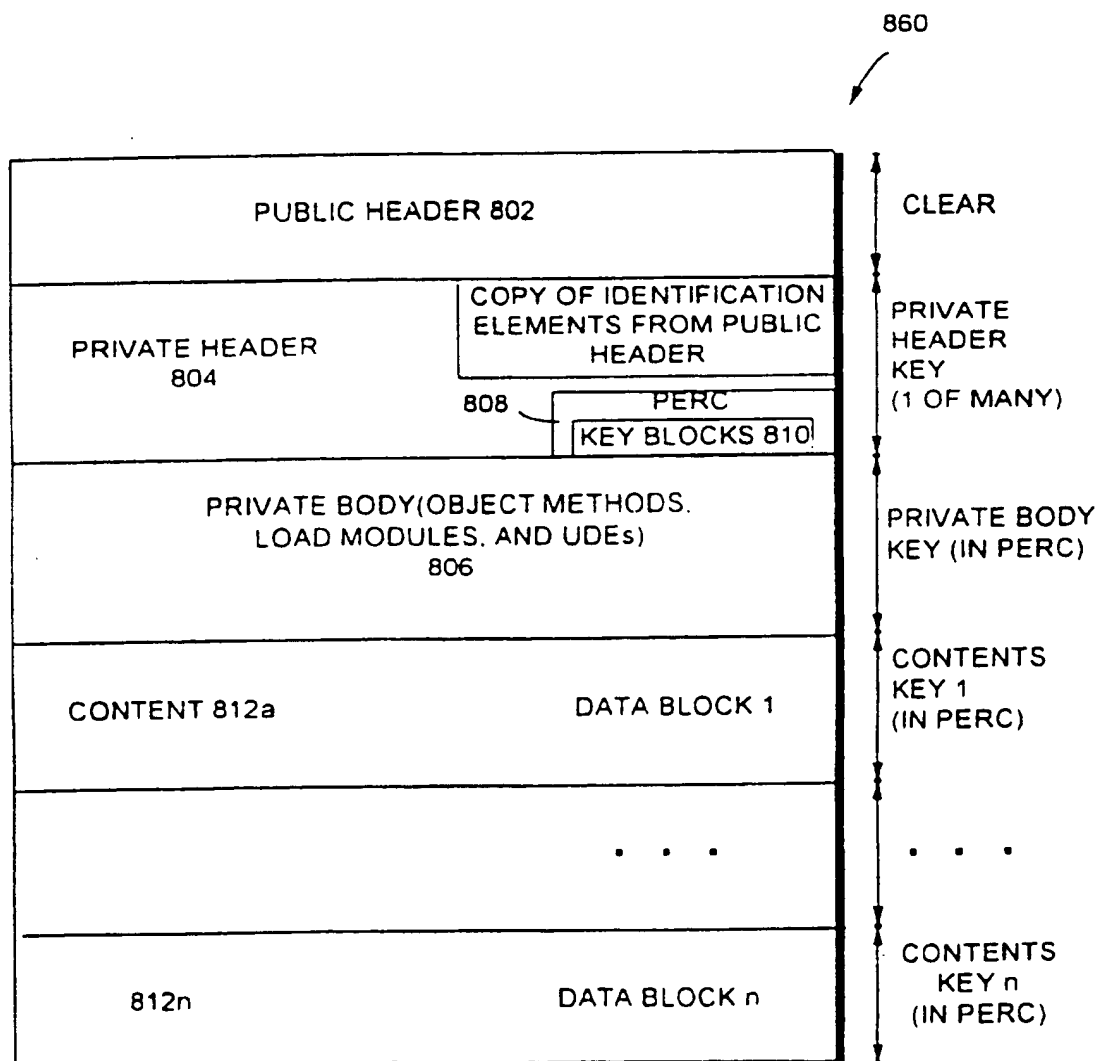 860
PUBLIC HEADER 802
CLEAR
COPY OF IDENTIFICATION
ELEMENTS FROM PUBLIC
HEADER
PRIVATE HEADER
804
808
PERC
KEY BLOCKS 810
PRIVATE
HEADER
KEY
(1 OF MANY)
PRIVATE BODY(OBJECT METHODS.
LOAD MODULES. AND UDEs)
806
PRIVATE BODY
KEY (IN PERC)
CONTENT 812a
DATA BLOCK 1
CONTENTS
KEY 1
(IN PERC)
. . .
. . .
812n
DATA BLOCK n
CONTENTS
KEY n
(IN PERC)